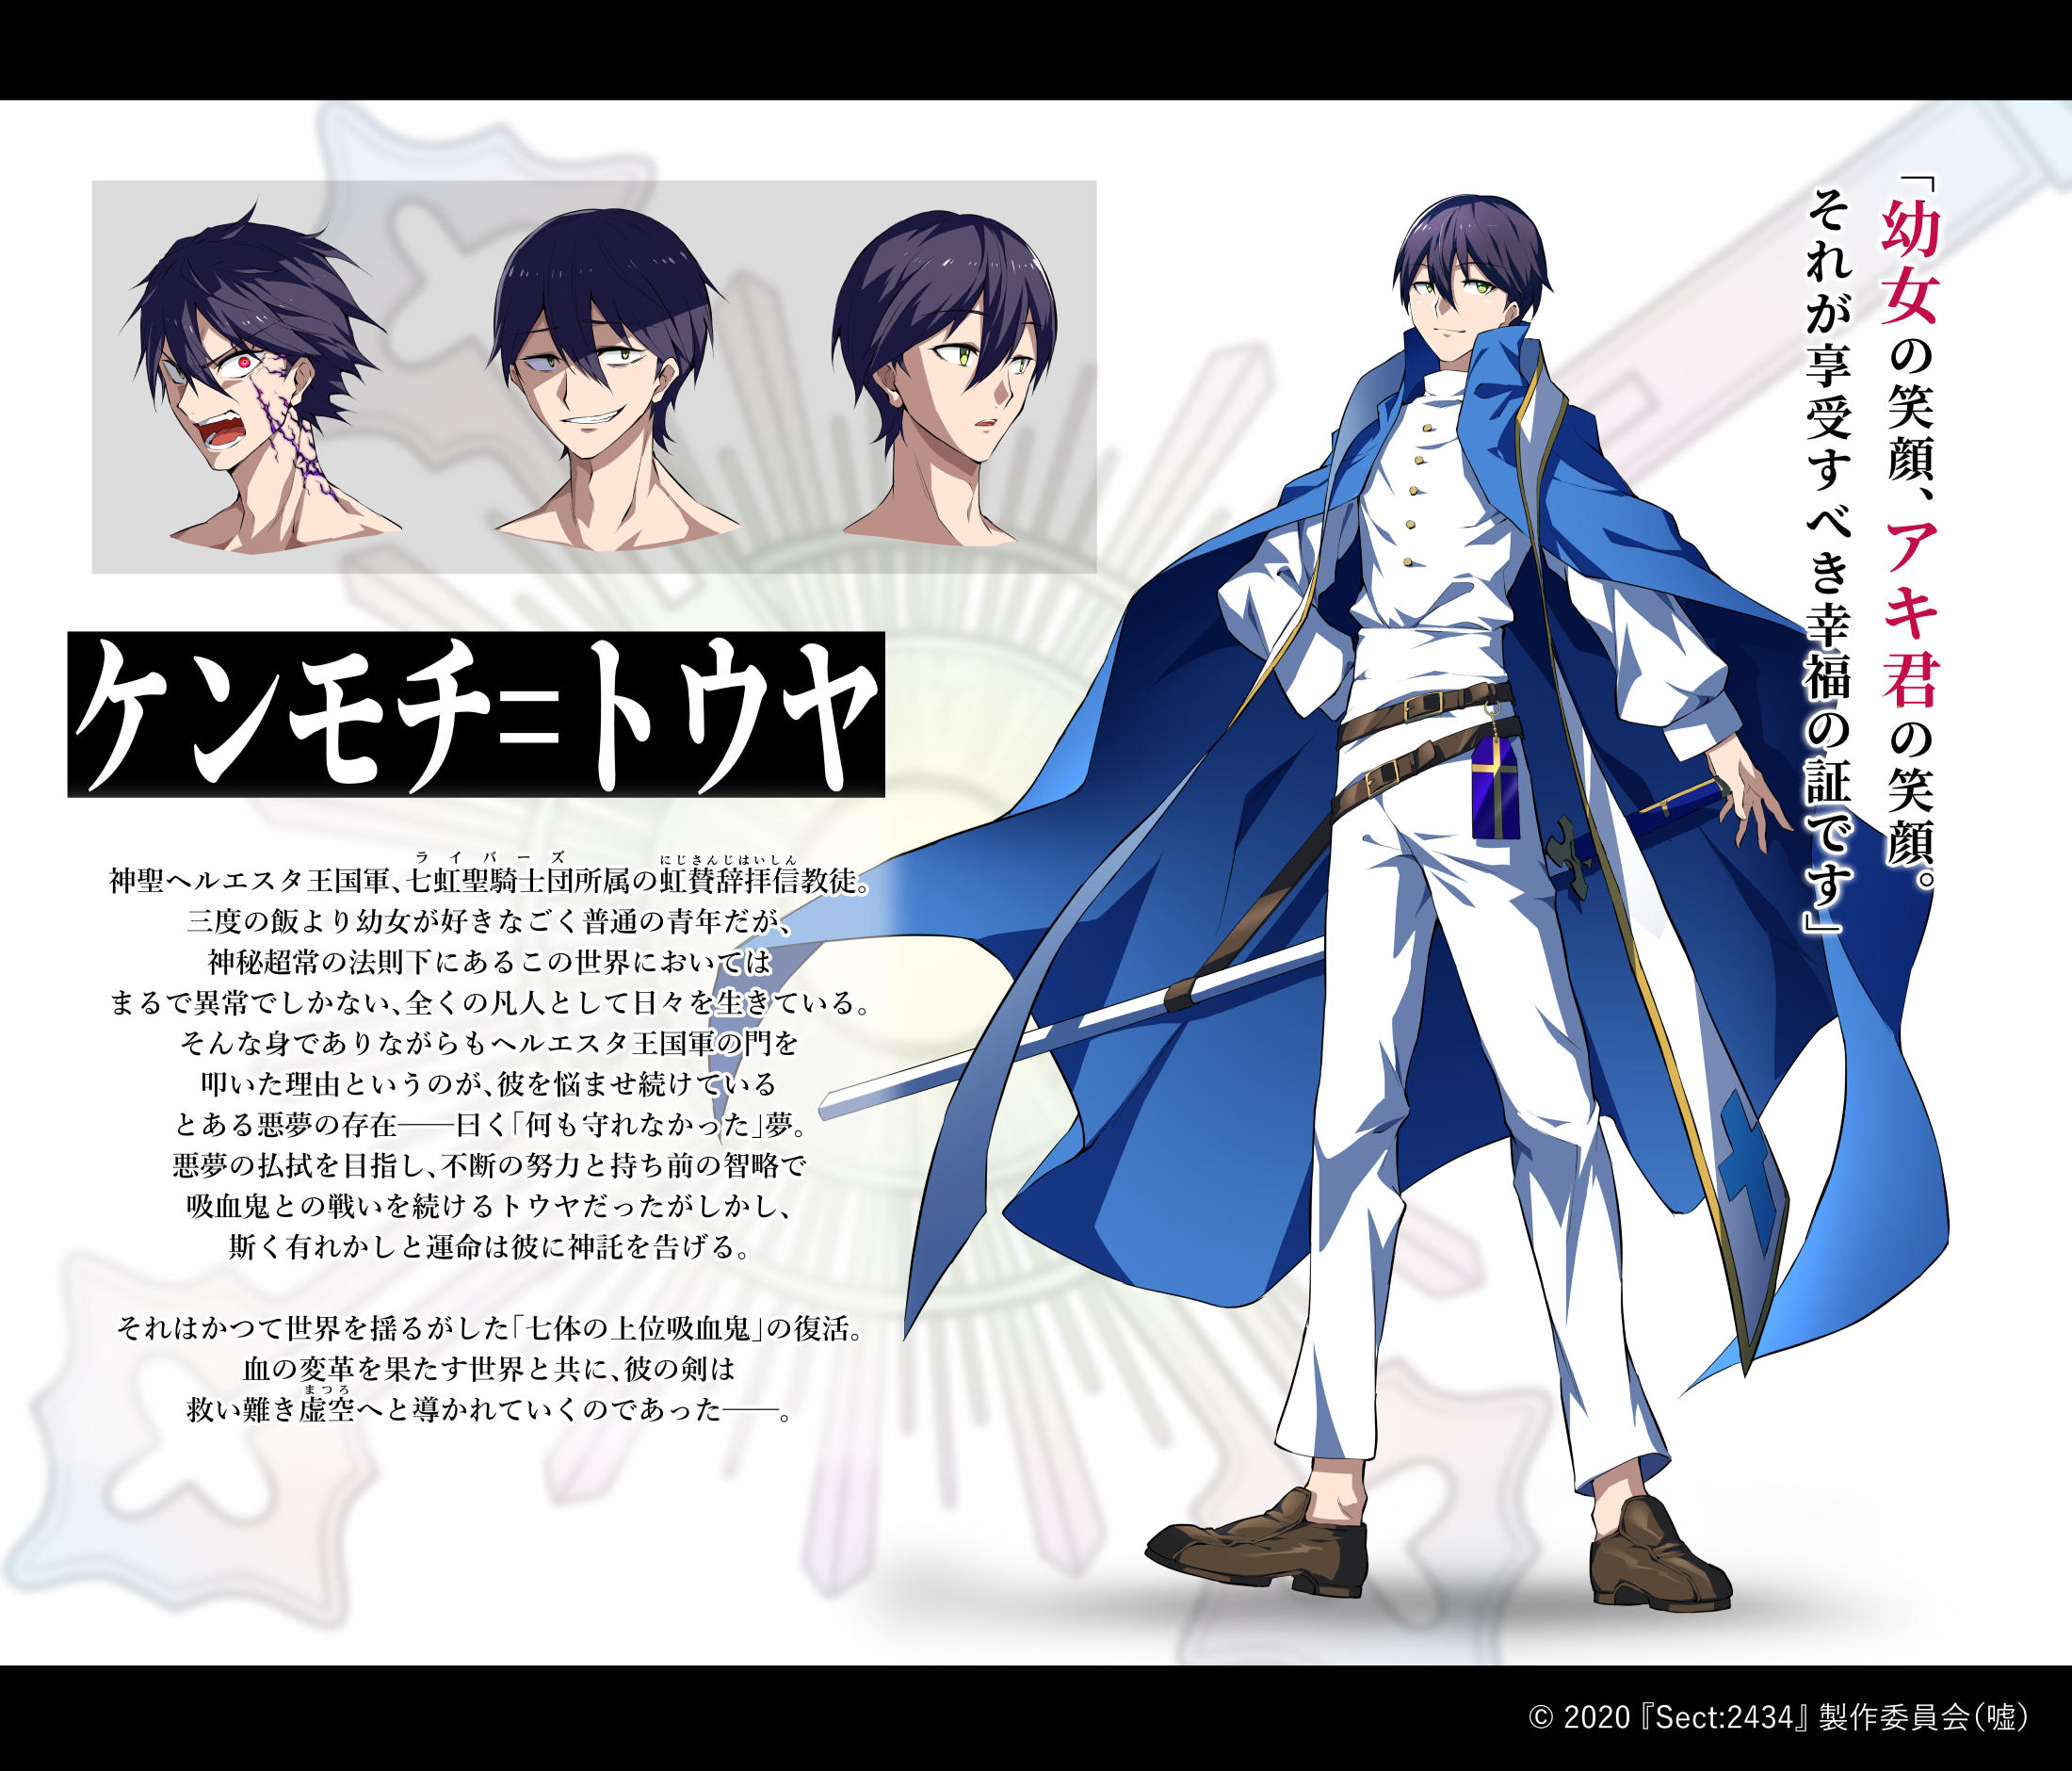 「幼女の笑顔、アキ君の笑顔。
それが享受すべき幸福の証です」
ケンモチ=トウヤ
ライバーズ
にじさんじはいしん
神聖ヘルエスタ王国軍、七虹聖騎士団所属の虹賛辞拝信教徒。
三度の飯より幼女が好きなごく普通の青年だが、
神秘超常の法則下にあるこの世界においては
まるで異常でしかない、全くの凡人として日々を生きている。
そんな身でありながらもヘルエスタ王国軍の門を
叩いた理由というのが、彼を悩ませ続けている
とある悪夢の存在――曰く「何も守れなかった」夢。
悪夢の払拭を目指し、不断の努力と持ち前の智略で
吸血鬼との戦いを続けるトウヤだったがしかし、
斯く有れかしと運命は彼に神託を告げる。
それはかつて世界を揺るがした「七体の上位吸血鬼」の復活。
血の変革を果たす世界と共に、彼の剣は
まつろ
救い難き虚空へと導かれていくのであった――。
© 2020『Sect:2434』製作委員会(嘘)